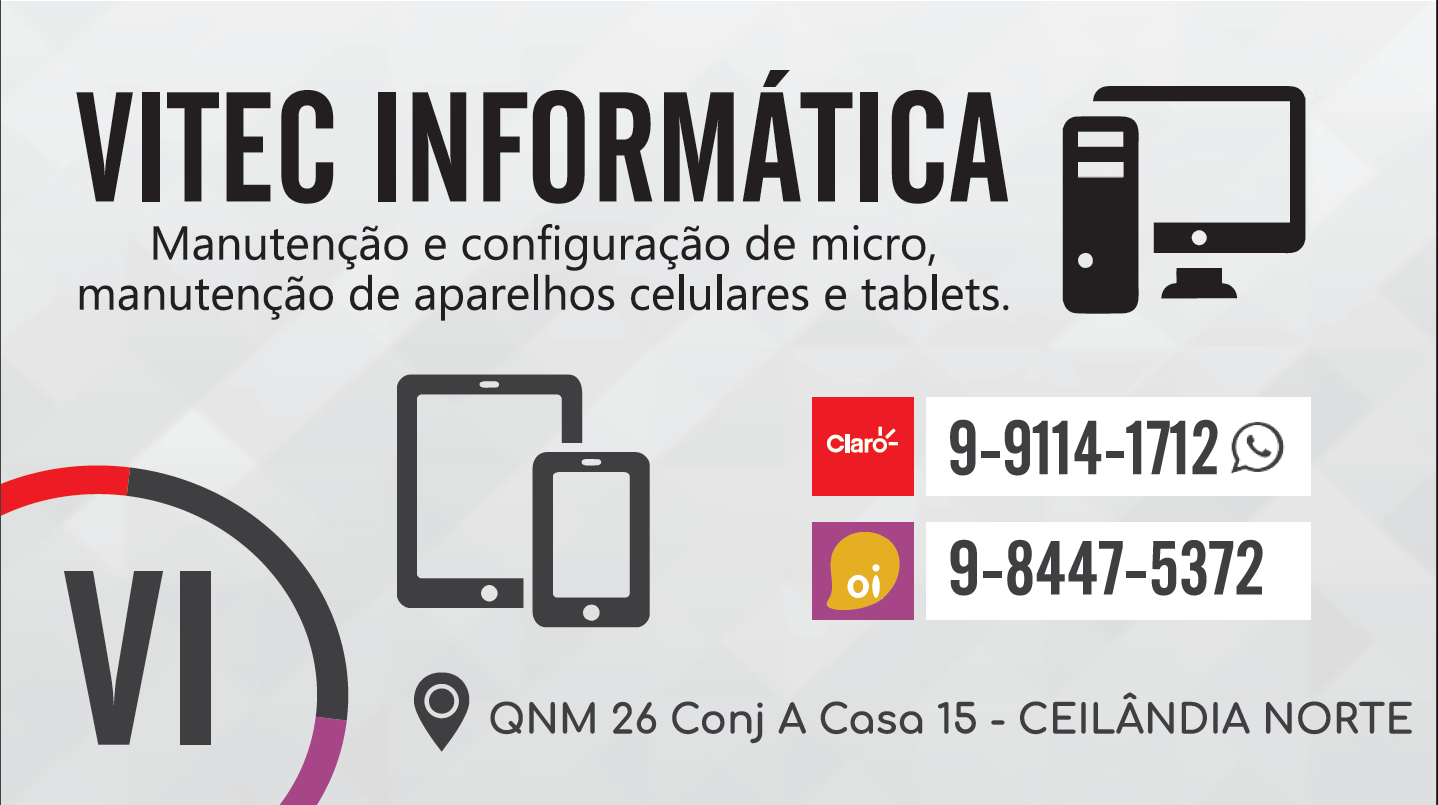 VITEC INFORMÁTICA
Manutenção e configuração de micro,
manutenção de aparelhos celulares e tablets.
Claro
9-9114-1712
oi
9-8447-5372
VI
QNM 26 Conj A Casa 15 - CEILÂNDIA NORTE